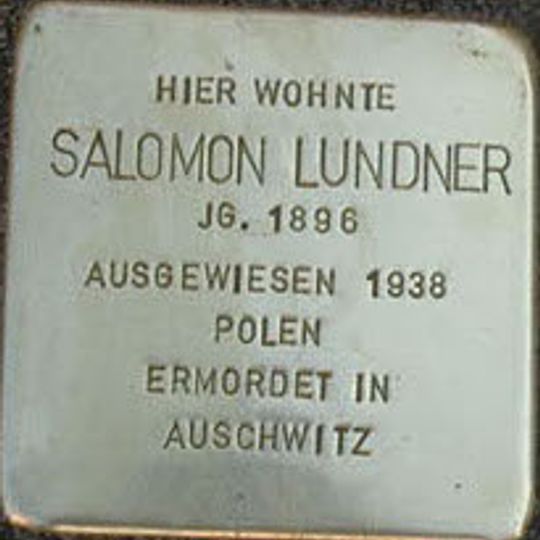 HIER WOHNTE
SALOMON LUNDNER
JG. 1896
AUSGEWIESEN 1938
POLEN
ERMORDET IN
AUSCHWITZ